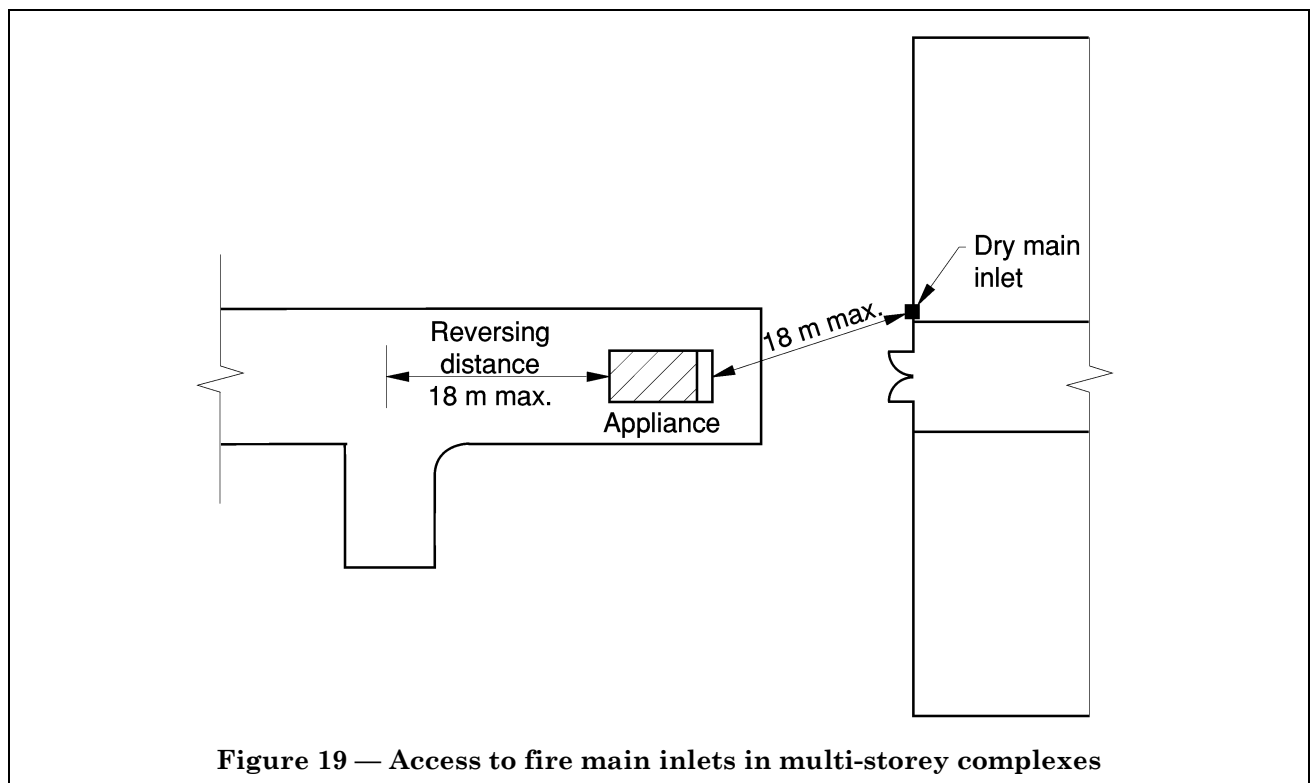 Dry main
inlet
18 m max.
Reversing
distance
18 m max.
Appliance
Figure 19 — Access to fire main inlets in multi-storey complexes